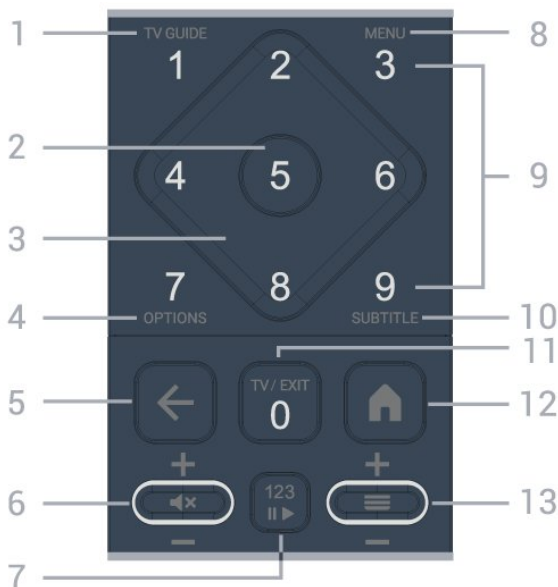 1 TV GUIDE MENU 8
1 2 3
2
4 5 6 9
3
7 8 9
4 OPTIONS SUBTITLE 10
11
5 TV / EXIT 12
0
+ +
6 123 13
− −
7